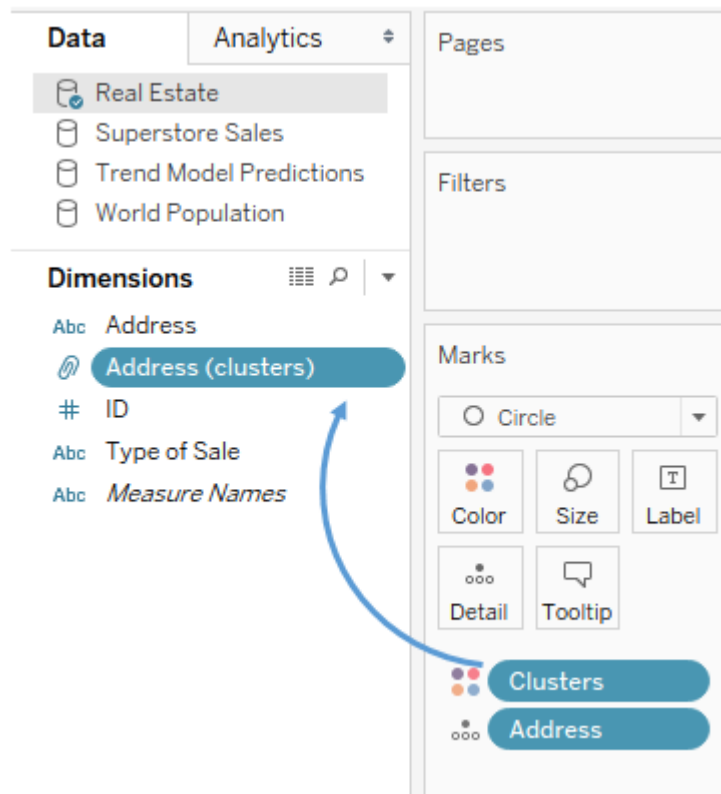 Data
Analytics
Real Estate
Superstore Sales
Trend Model Predictions
World Population
Dimensions
Abc Address
Address (clusters)
# ID
Abc Type of Sale
Abc Measure Names
Pages
Filters
Marks
Circle
Color
Size
T
Label
Detail
Tooltip
Clusters
Address